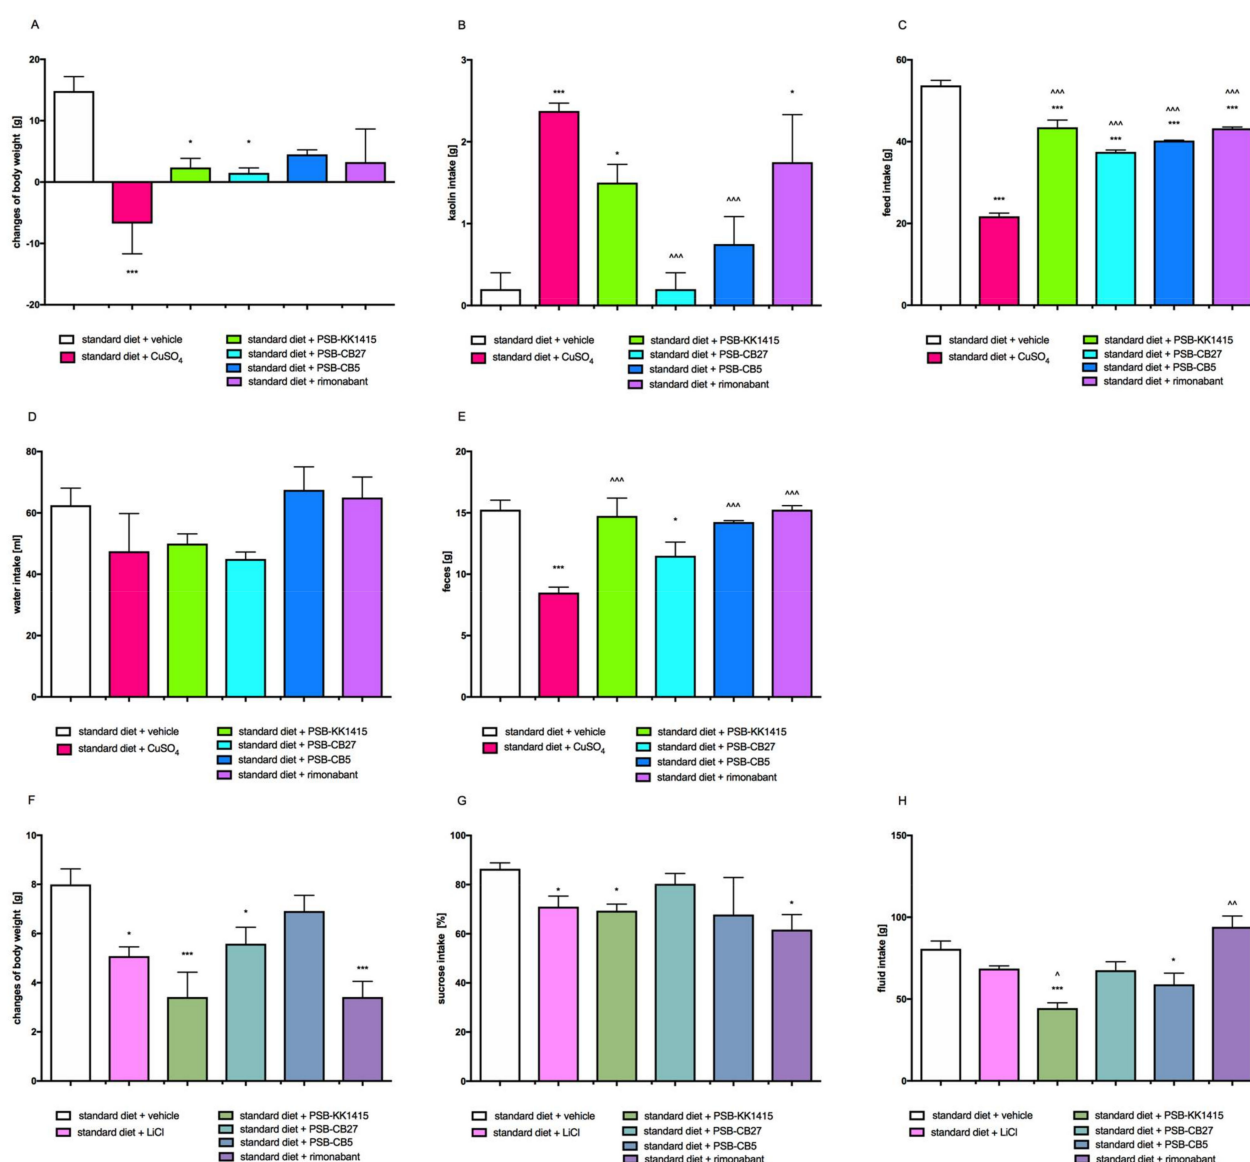 A
changes of body weight [g]
20
10
0
-10
-20
***
*
*
standard diet + vehicle
standard diet + CuSO4
standard diet + PSB-KK1415
standard diet + PSB-CB27
standard diet + PSB-CB5
standard diet + rimonabant
B
kaolin intake [g]
3
2
1
0
***
*
^^^
^^^
*
standard diet + vehicle
standard diet + CuSO4
standard diet + PSB-KK1415
standard diet + PSB-CB27
standard diet + PSB-CB5
standard diet + rimonabant
C
feed intake [g]
60
40
20
0
***
^^^
***
^^^
***
^^^
***
^^^
***
standard diet + vehicle
standard diet + CuSO4
standard diet + PSB-KK1415
standard diet + PSB-CB27
standard diet + PSB-CB5
standard diet + rimonabant
D
water intake [ml]
80
60
40
20
0
standard diet + vehicle
standard diet + CuSO4
standard diet + PSB-KK1415
standard diet + PSB-CB27
standard diet + PSB-CB5
standard diet + rimonabant
E
feces [g]
20
15
10
5
0
***
^^^
*
^^^
^^^
standard diet + vehicle
standard diet + CuSO4
standard diet + PSB-KK1415
standard diet + PSB-CB27
standard diet + PSB-CB5
standard diet + rimonabant
F
changes of body weight [g]
10
8
6
4
2
0
*
***
*
***
standard diet + vehicle
standard diet + LiCl
standard diet + PSB-KK1415
standard diet + PSB-CB27
standard diet + PSB-CB5
standard diet + rimonabant
G
sucrose intake [%]
100
80
60
40
20
0
*
*
*
standard diet + vehicle
standard diet + LiCl
standard diet + PSB-KK1415
standard diet + PSB-CB27
standard diet + PSB-CB5
standard diet + rimonabant
H
fluid intake [g]
150
100
50
0
^
***
*
^^
standard diet + vehicle
standard diet + LiCl
standard diet + PSB-KK1415
standard diet + PSB-CB27
standard diet + PSB-CB5
standard diet + rimonabant